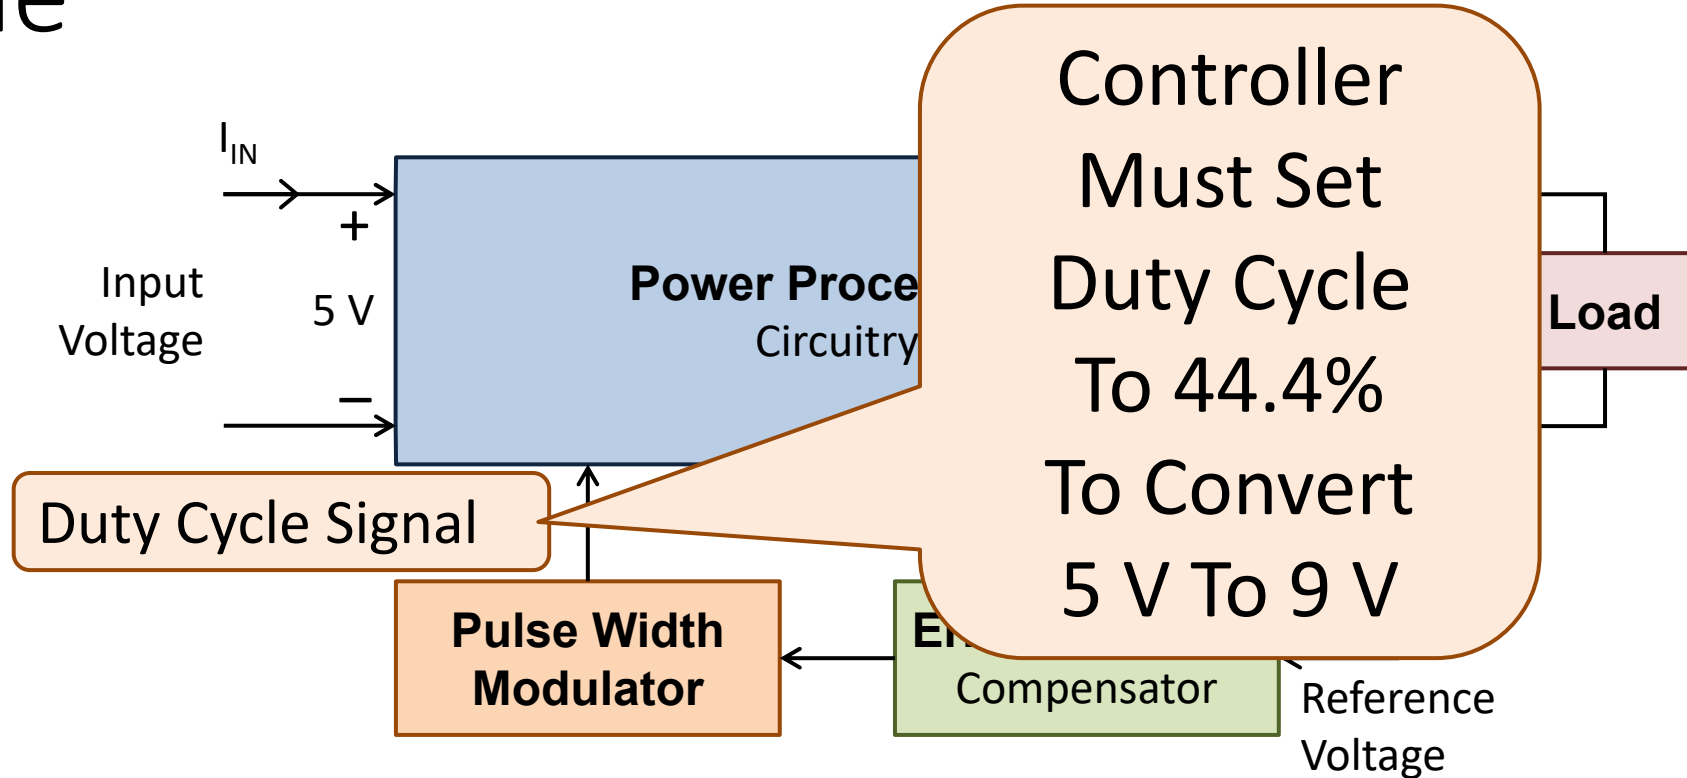 I_IN
+
Input
Voltage
5 V
–
Power Proce
Circuitry
Controller
Must Set
Duty Cycle
To 44.4%
To Convert
5 V To 9 V
Load
Duty Cycle Signal
Pulse Width
Modulator
Compensator
Reference
Voltage